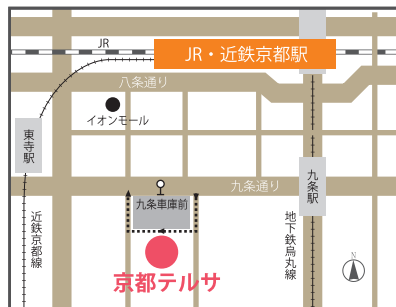 JR
JR・近鉄京都駅
八条通り
イオンモール
東寺駅
九条通り
九条駅
九条車庫前
近鉄京都線
地下鉄烏丸線
京都テルサ
N